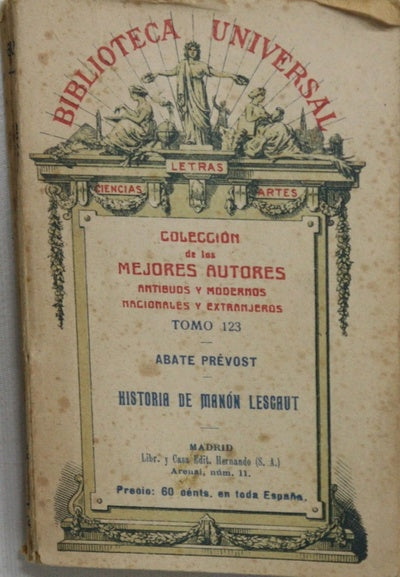 BIBLIOTECA UNIVERSAL
LETRAS
CIENCIAS
ARTES
COLECCIÓN
de los
MEJORES AUTORES
ANTIGUOS Y MODERNOS
NACIONALES Y EXTRANJEROS
TOMO 123
ABATE PRÉVOST
HISTORIA DE MANÓN LESCAUT
MADRID
Libr. y Casa Edit. Hernando (S. A.)
Arenal, núm. 11.
Precio: 60 cénts. en toda España.